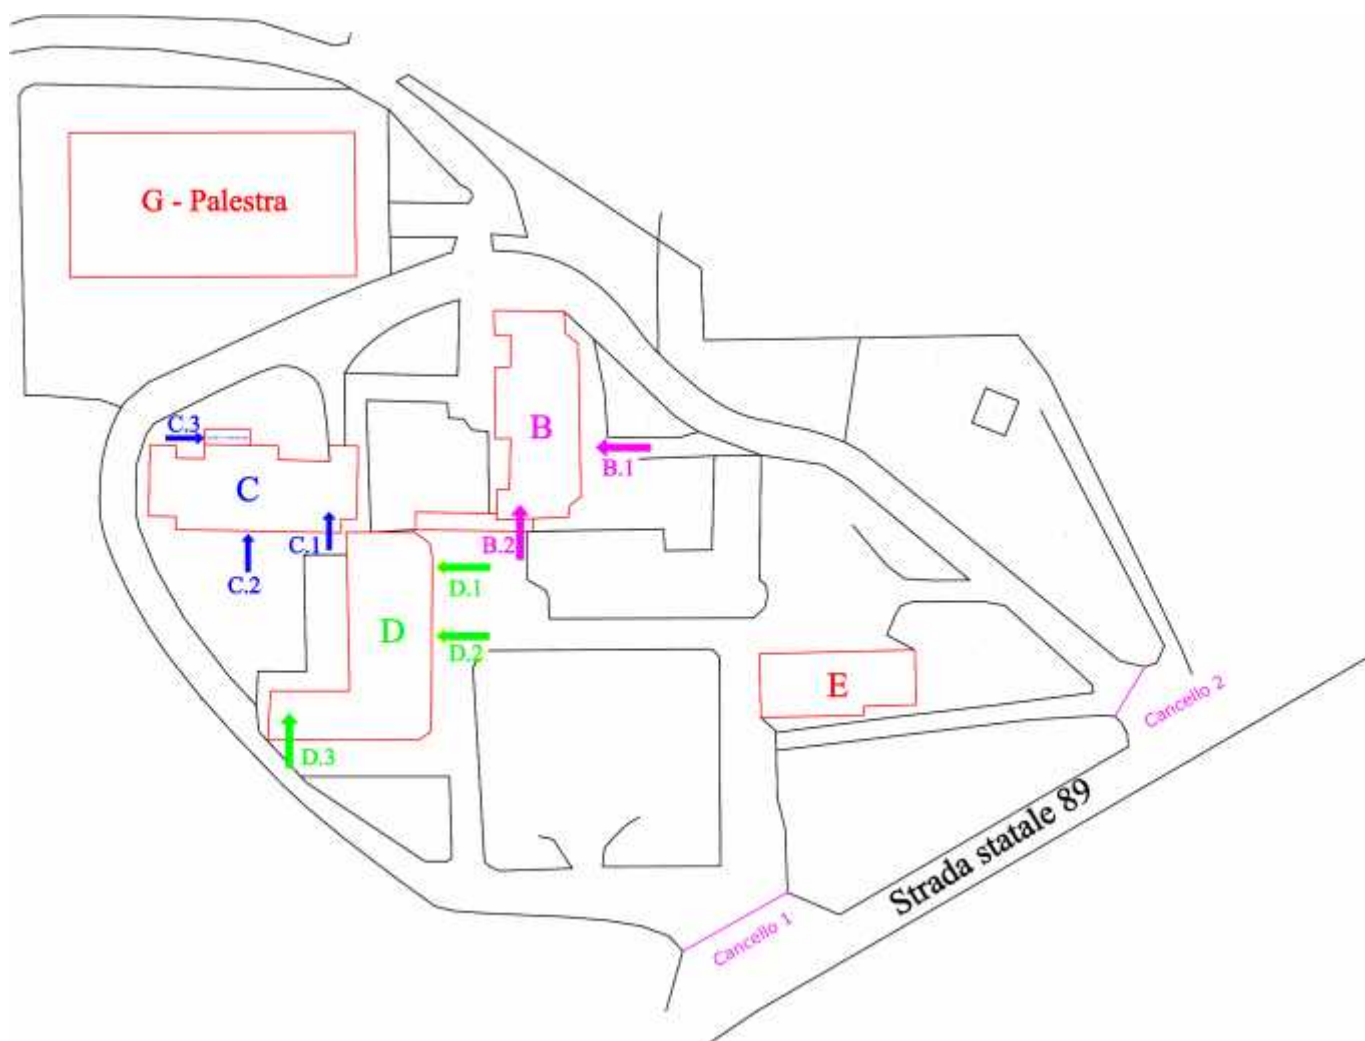 G - Palestra
C.3
B
B.1
C
C.1
B.2
C.2
D.1
D
D.2
E
Cancello 2
D.3
Strada statale 89
Cancello 1